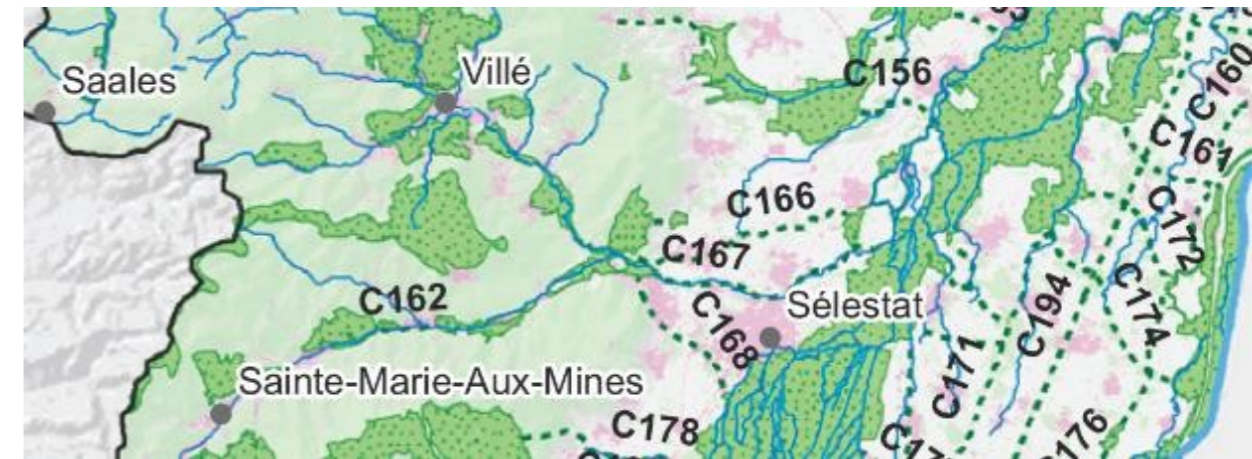 Saales
Villé
C156
C160
C161
C166
C172
C167
C162
C168
Sélestat
C194
C174
C171
Sainte-Marie-Aux-Mines
C178
C176